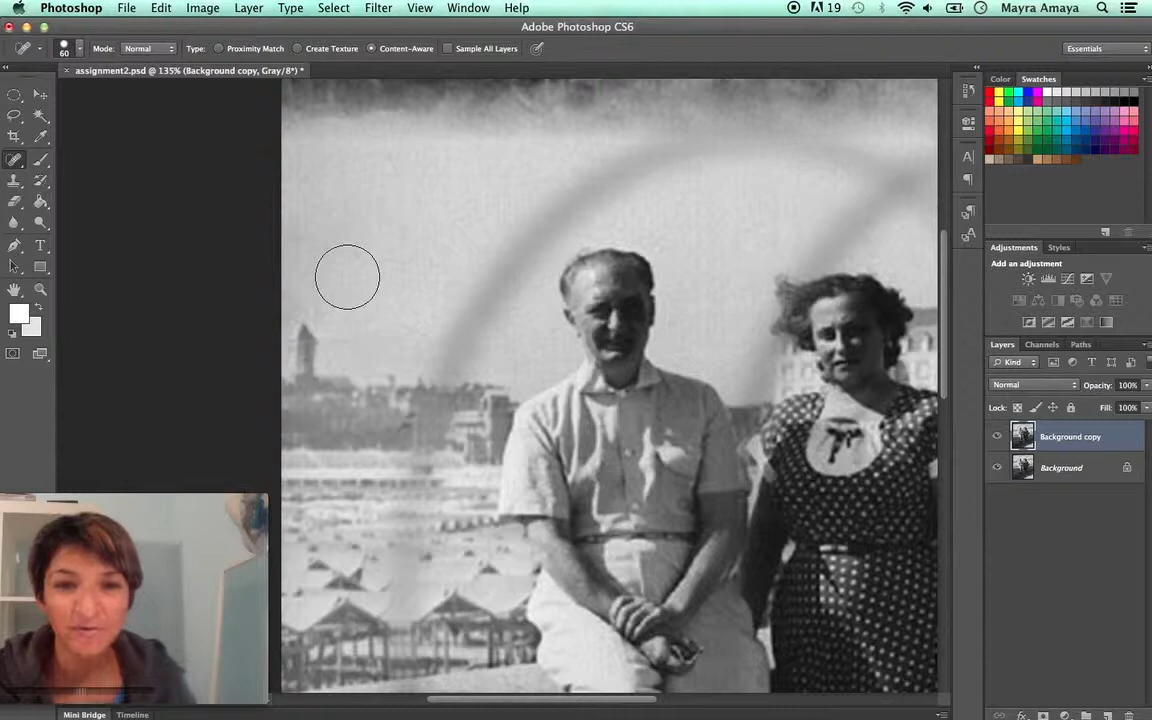 Photoshop File Edit Image Layer Type Select Filter View Window Help 19 Mayra Amaya
Adobe Photoshop CS6
60 Mode: Normal Type: Proximity Match Create Texture Content-Aware Sample All Layers Essentials
assignment2.psd @ 135% (Background copy, Gray/8*) *
Color Swatches
Adjustments Styles
Add an adjustment
Layers Channels Paths
Kind
Normal Opacity: 100%
Lock: Fill: 100%
Background copy
Background
Mini Bridge Timeline